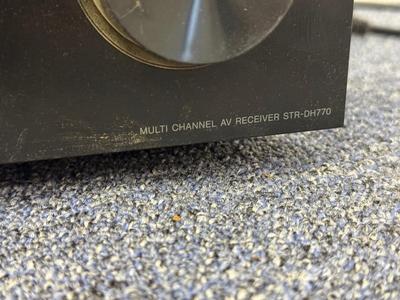 MULTI CHANNEL AV RECEIVER STR-DH770